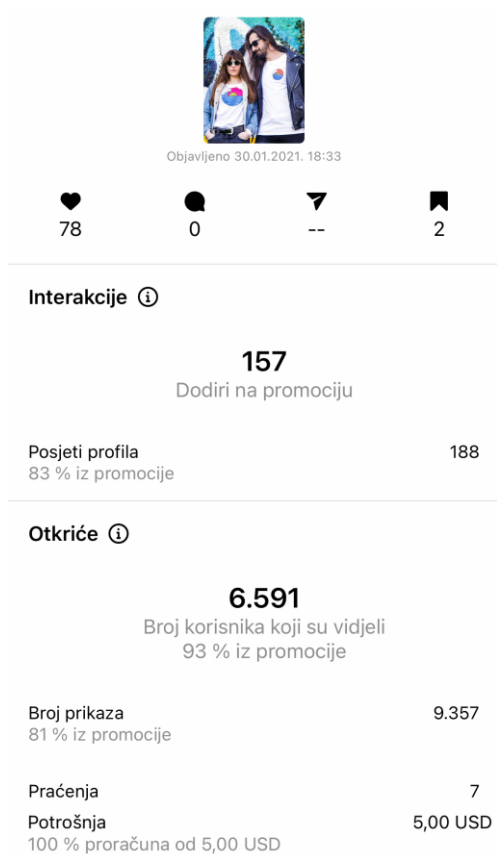 Objavljeno 30.01.2021. 18:33
78 0 -- 2
Interakcije
157
Dodiri na promociju
Posjeti profila 188
83 % iz promocije
Otkriće
6.591
Broj korisnika koji su vidjeli
93 % iz promocije
Broj prikaza 9.357
81 % iz promocije
Praćenja 7
Potrošnja 5,00 USD
100 % proračuna od 5,00 USD